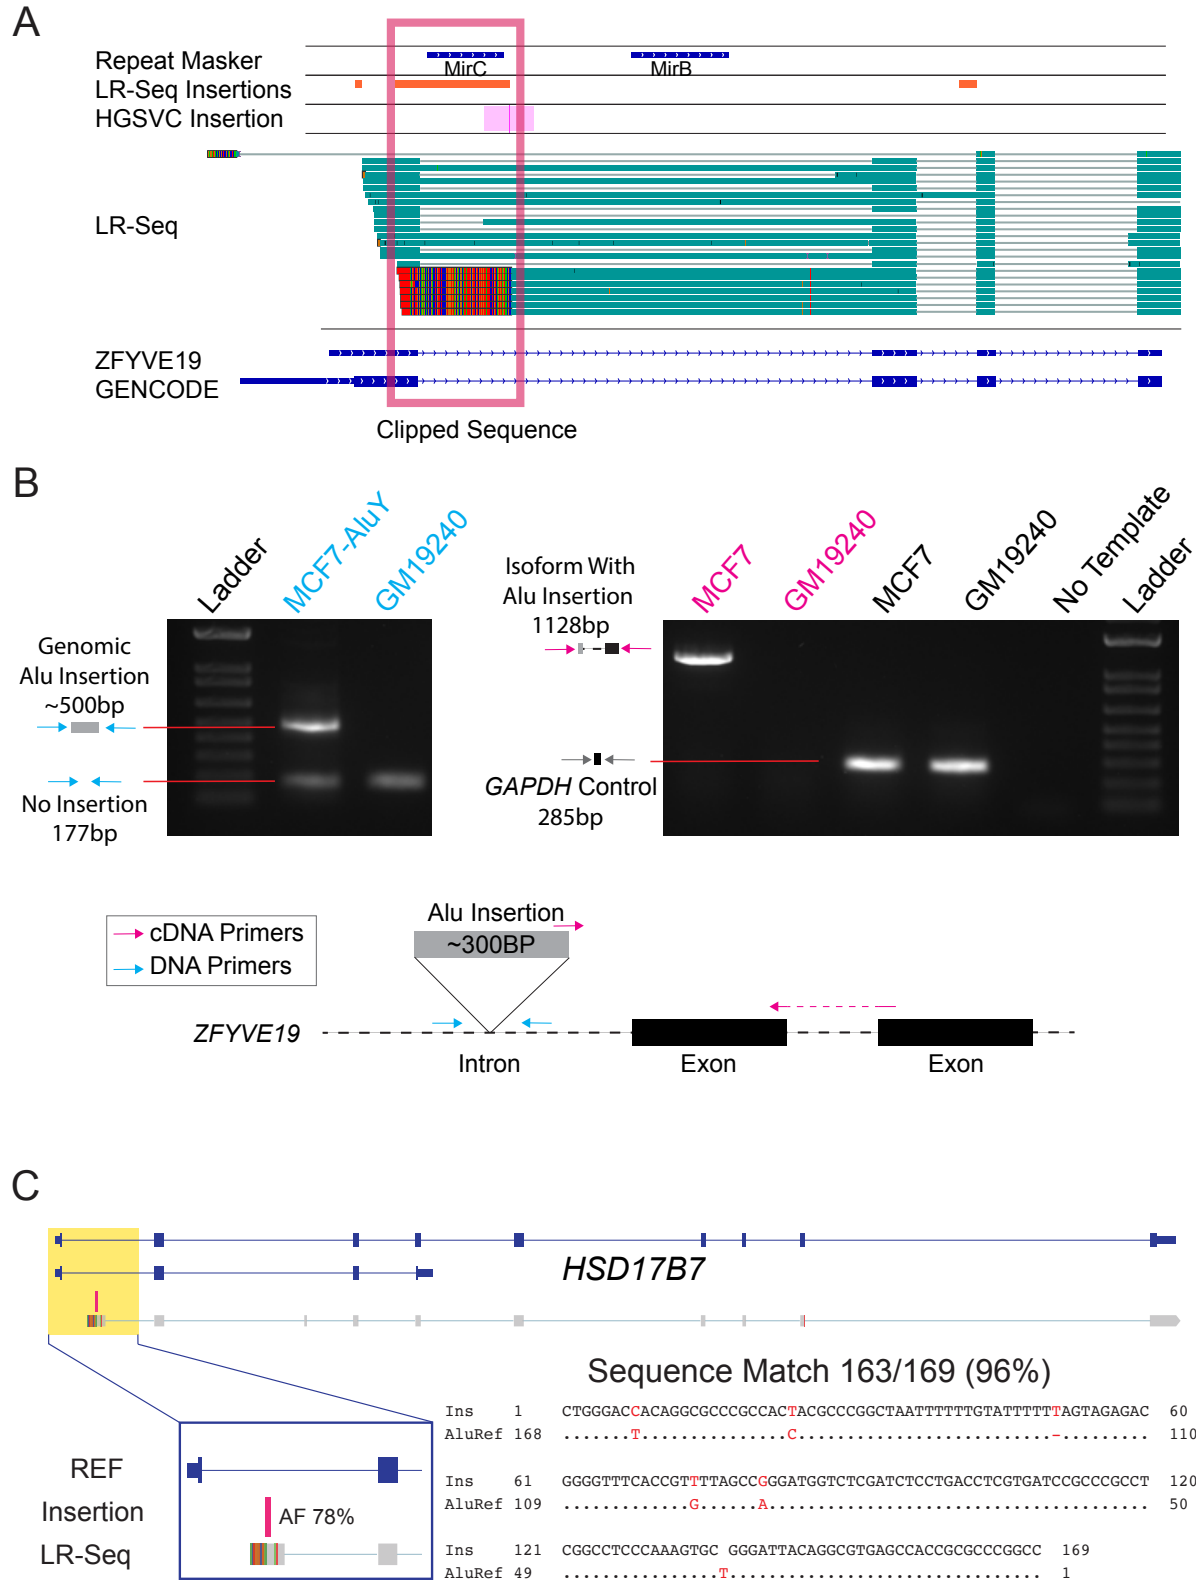 A
Repeat Masker
MirC
MirB
LR-Seq Insertions
HGSVC Insertion
LR-Seq
ZFYVE19
GENCODE
Clipped Sequence
B
Ladder
MCF7-AluY
GM19240
Genomic
Alu Insertion
~500bp
No Insertion
177bp
Isoform With
Alu Insertion
1128bp
GAPDH Control
285bp
MCF7
GM19240
MCF7
GM19240
No Template
Ladder
cDNA Primers
DNA Primers
Alu Insertion
~300BP
ZFYVE19
Intron
Exon
Exon
C
HSD17B7
Sequence Match 163/169 (96%)
Ins 1 CTGGGACCACAGGCGCCCGCCACTACGCCCGGCTAATTTTTTGTATTTTTTAGTAGAGAC 60
AluRef 168 .......T...............C..........................-......... 110
Ins 61 GGGGTTTCACCGTTTTAGCCGGGATGGTCTCGATCTCCTGACCTCGTGATCCGCCCGCCT 120
AluRef 109 .............G......A....................................... 50
Ins 121 CGGCCTCCCAAAGTGC GGGATTACAGGCGTGAGCCACCGCGCCCGGCC 169
AluRef 49 ................T................................ 1
REF
Insertion
AF 78%
LR-Seq